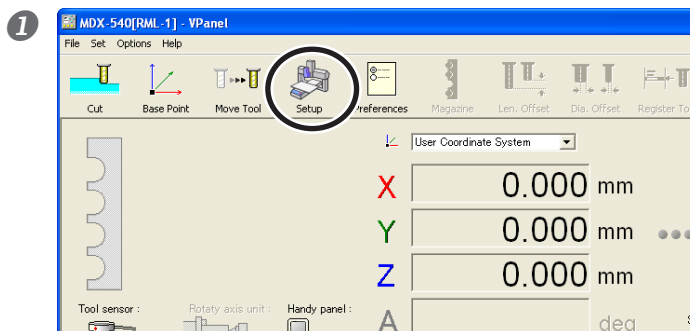 1
MDX-540[RML-1] - VPanel
File Set Options Help
Cut Base Point Move Tool Setup Preferences Magazine Len. Offset Dia. Offset Register To
User Coordinate System
X 0.000 mm
Y 0.000 mm
Z 0.000 mm
Tool sensor : Rotaty axis unit : Handy panel :
A deg